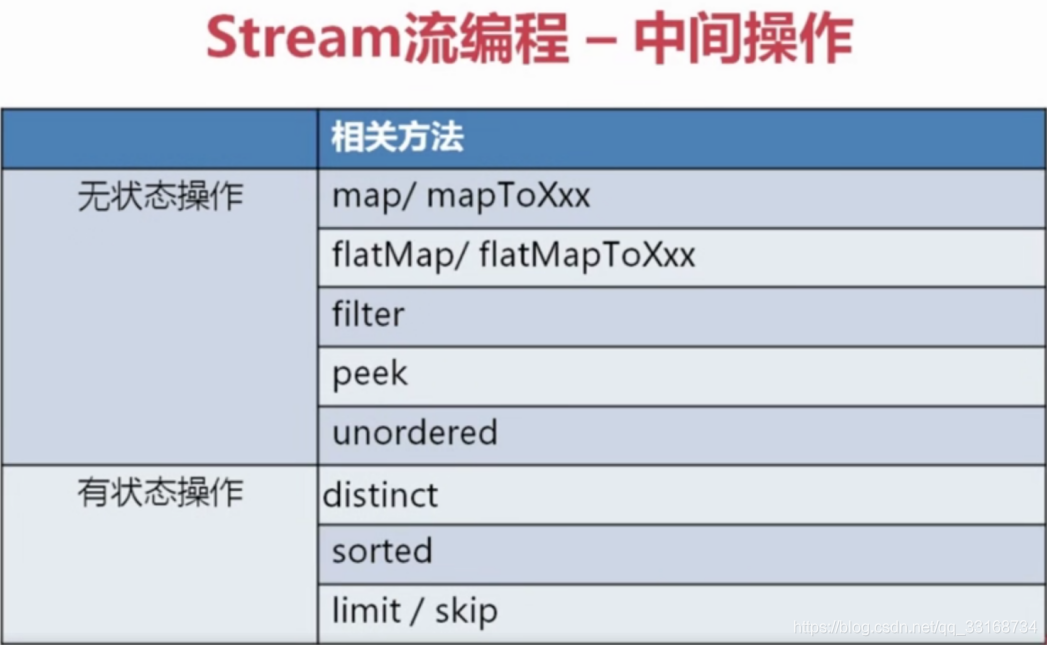 Stream流编程 – 中间操作
相关方法
无状态操作
map/ mapToXxx
flatMap/ flatMapToXxx
filter
peek
unordered
有状态操作
distinct
sorted
limit / skip
https://blog.csdn.net/qq_33168734